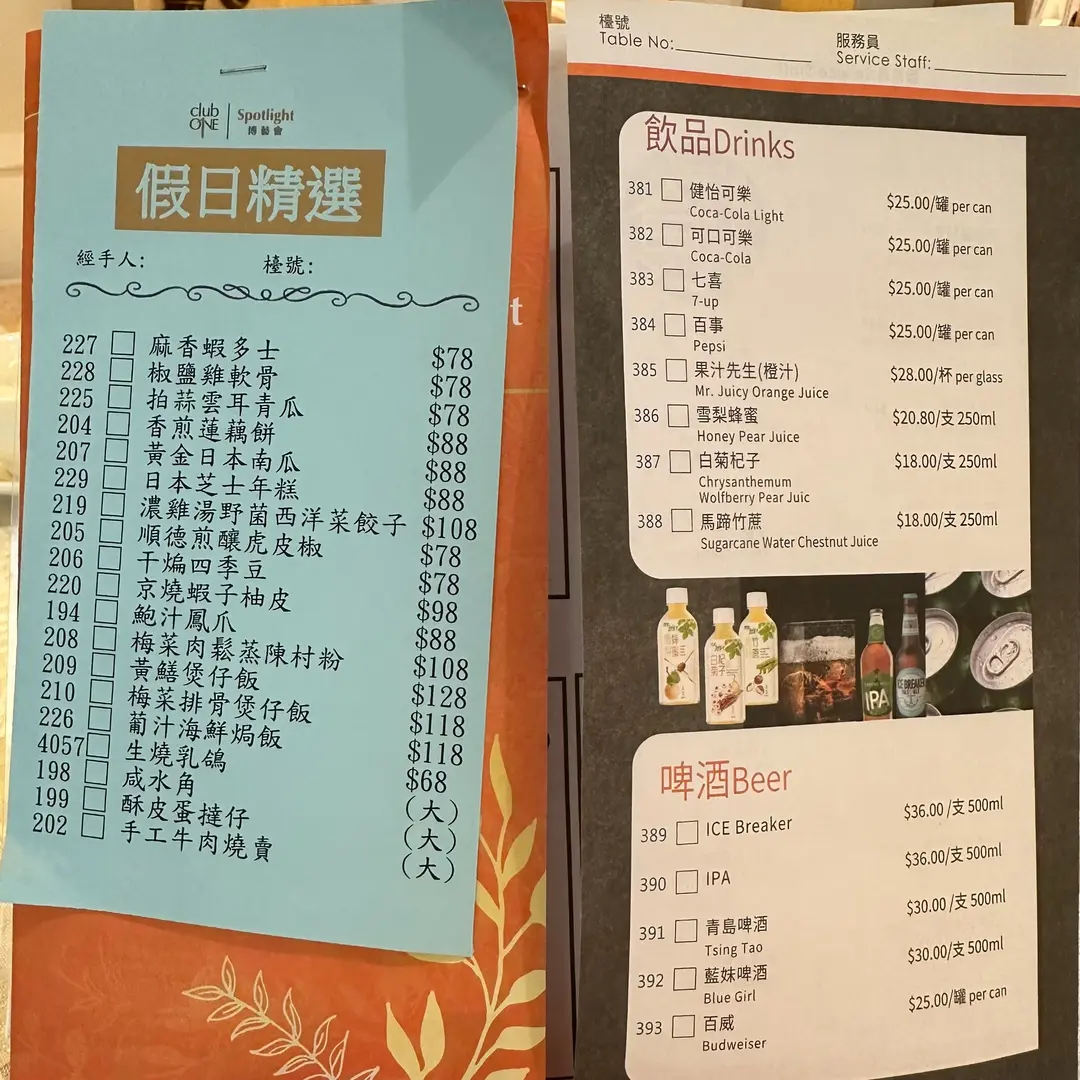 club
ONE
Spotlight
博藝會
假日精選
經手人: 檯號:
227 □ 麻香蝦多士 $78
228 □ 椒鹽雞軟骨 $78
225 □ 拍蒜雲耳青瓜 $78
204 □ 香煎蓮藕餅 $88
207 □ 黃金日本南瓜 $88
229 □ 日本芝士年糕 $88
219 □ 濃雞湯野菌西洋菜餃子 $108
205 □ 順德煎釀虎皮椒 $78
206 □ 干煸四季豆 $78
220 □ 京燒蝦子柚皮 $98
194 □ 鮑汁鳳爪 $88
208 □ 梅菜肉鬆蒸陳村粉 $108
209 □ 黃鱔煲仔飯 $128
210 □ 梅菜排骨煲仔飯 $118
226 □ 葡汁海鮮焗飯 $118
4057 □ 生燒乳鴿 $68
198 □ 咸水角 (大)
199 □ 酥皮蛋撻仔 (大)
202 □ 手工牛肉燒賣 (大)
t
檯號
Table No:
服務員
Service Staff:
飲品Drinks
381 □ 健怡可樂 $25.00/罐 per can
Coca-Cola Light
382 □ 可口可樂 $25.00/罐 per can
Coca-Cola
383 □ 七喜 $25.00/罐 per can
7-up
384 □ 百事 $25.00/罐 per can
Pepsi
385 □ 果汁先生(橙汁) $28.00/杯 per glass
Mr. Juicy Orange Juice
386 □ 雪梨蜂蜜 $20.80/支 250ml
Honey Pear Juice
387 □ 白菊杞子 $18.00/支 250ml
Chrysanthemum
Wolfberry Pear Juic
388 □ 馬蹄竹蔗 $18.00/支 250ml
Sugarcane Water Chestnut Juice
IPA
ICE BREAKER
啤酒Beer
389 □ ICE Breaker $36.00 /支 500ml
390 □ IPA $36.00/支 500ml
391 □ 青島啤酒 $30.00 /支 500ml
Tsing Tao
392 □ 藍妹啤酒 $30.00/支 500ml
Blue Girl
393 □ 百威 $25.00/罐 per can
Budweiser